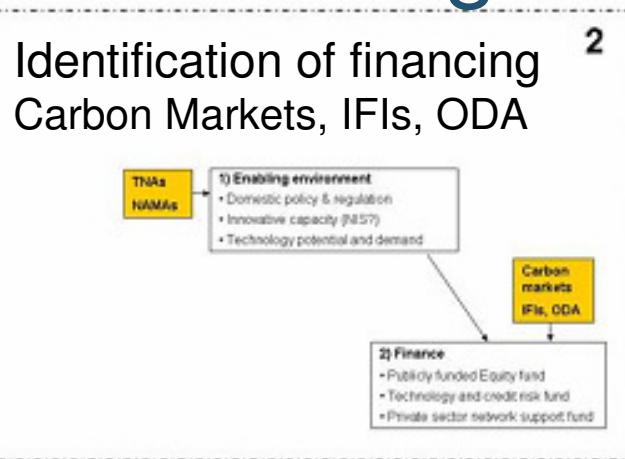 2
Identification of financing
Carbon Markets, IFIs, ODA
TNAs
NAMAs
1) Enabling environment
• Domestic policy & regulation
• Innovative capacity (NIS?)
• Technology potential and demand
Carbon
markets
IFIs, ODA
2) Finance
• Publicly funded Equity fund
• Technology and credit risk fund
• Private sector network support fund